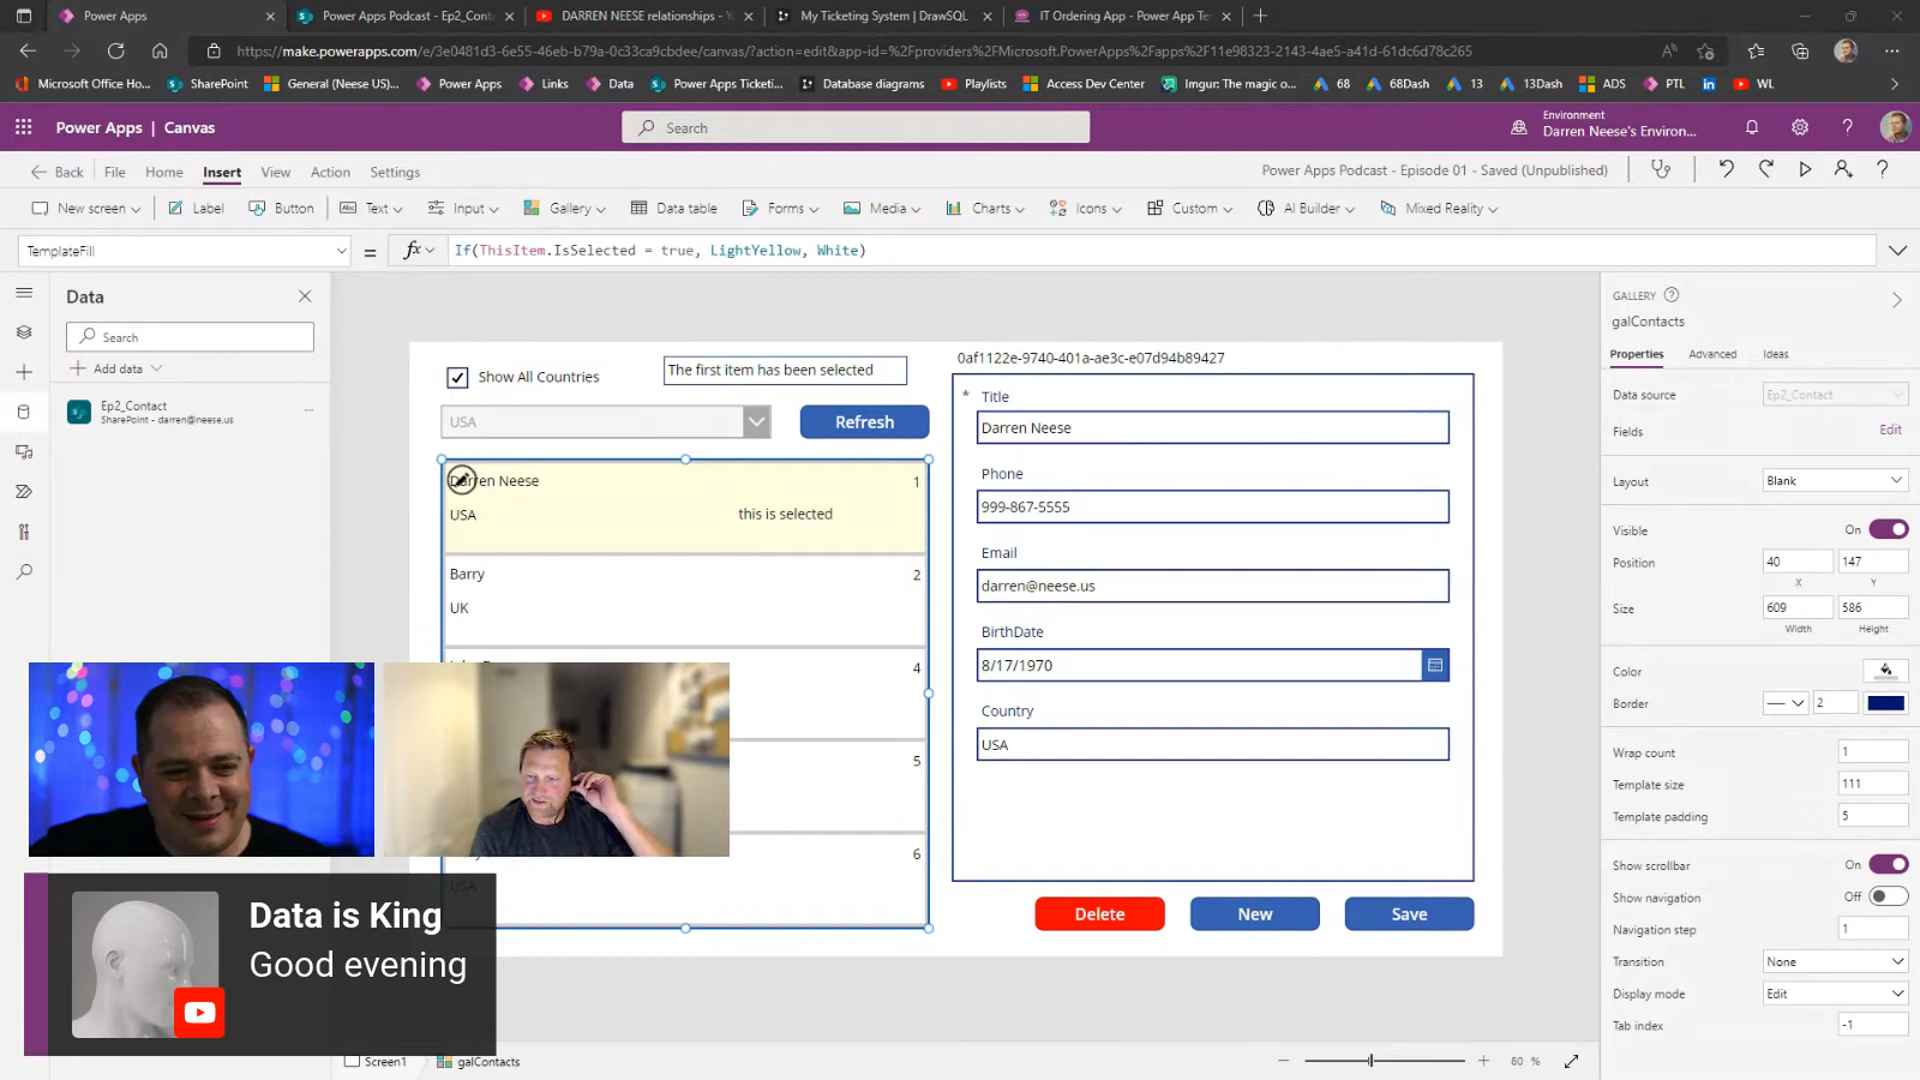 Power Apps
Power Apps Podcast - Ep2_Conta
DARREN NEESE relationships - Y
My Ticketing System | DrawSQL
IT Ordering App - Power App Te
https://make.powerapps.com/e/3e0481d3-6e55-46eb-b79a-0c33ca9cbdee/canvas/?action=edit&app-id=%2Fproviders%2FMicrosoft.PowerApps%2Fapps%2F11e98323-2143-4ae5-a41d-61dc6d78c265
Microsoft Office Ho...
SharePoint
General (Neese US)...
Power Apps
Links
Data
Power Apps Ticketi...
Database diagrams
Playlists
Access Dev Center
Imgur: The magic o...
68
68Dash
13
13Dash
ADS
PTL
WL
Power Apps | Canvas
Search
Environment
Darren Neese's Environ...
Back
File
Home
Insert
View
Action
Settings
Power Apps Podcast - Episode 01 - Saved (Unpublished)
New screen
Label
Button
Text
Input
Gallery
Data table
Forms
Media
Charts
Icons
Custom
AI Builder
Mixed Reality
TemplateFill
= fx
If(ThisItem.IsSelected = true, LightYellow, White)
Data
Search
Add data
Ep2_Contact
SharePoint - darren@neese.us
Show All Countries
The first item has been selected
USA
Refresh
Darren Neese
1
USA
this is selected
Barry
2
UK
4
5
6
USA
0af1122e-9740-401a-ae3c-e07d94b89427
* Title
Darren Neese
Phone
999-867-5555
Email
darren@neese.us
BirthDate
8/17/1970
Country
USA
Delete
New
Save
GALLERY
galContacts
Properties
Advanced
Ideas
Data source
Ep2_Contact
Fields
Edit
Layout
Blank
Visible
On
Position
40
147
X
Y
Size
609
586
Width
Height
Color
Border
2
Wrap count
1
Template size
111
Template padding
5
Show scrollbar
On
Show navigation
Off
Navigation step
1
Transition
None
Display mode
Edit
Tab index
-1
Data is King
Good evening
Screen1
galContacts
80 %